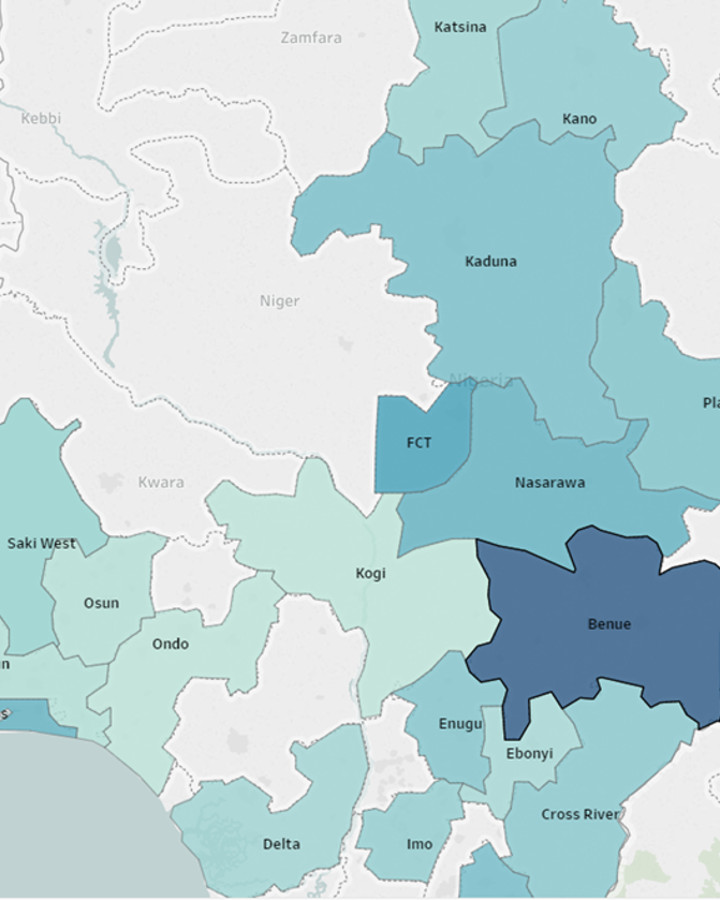 Katsina
Zamfara
Kebbi
Kano
Kaduna
Niger
Nigeria
Pla
FCT
Kwara
Nasarawa
Saki West
Kogi
Osun
Benue
Ondo
in
s
Enugu
Ebonyi
Cross River
Delta
Imo